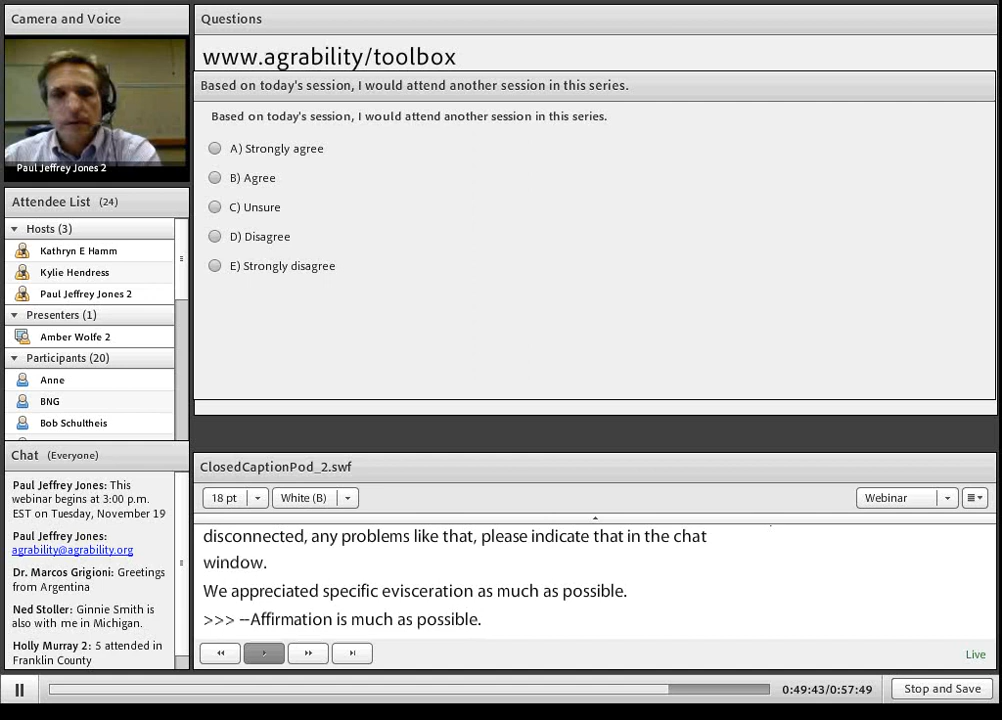 Camera and Voice
Paul Jeffrey Jones 2
Attendee List (24)
Hosts (3)
Kathryn E Hamm
Kylie Hendress
Paul Jeffrey Jones 2
Presenters (1)
Amber Wolfe 2
Participants (20)
Anne
BNG
Bob Schultheis
Chat (Everyone)
Paul Jeffrey Jones: This
webinar begins at 3:00 p.m.
EST on Tuesday, November 19
Paul Jeffrey Jones:
agrability@agrability.org
Dr. Marcos Grigioni: Greetings
from Argentina
Ned Stoller: Ginnie Smith is
also with me in Michigan.
Holly Murray 2: 5 attended in
Franklin County
Questions
www.agrability/toolbox
Based on today's session, I would attend another session in this series.
Based on today's session, I would attend another session in this series.
A) Strongly agree
B) Agree
C) Unsure
D) Disagree
E) Strongly disagree
ClosedCaptionPod_2.swf
18 pt White (B) Webinar
disconnected, any problems like that, please indicate that in the chat
window.
We appreciated specific evisceration as much as possible.
>>> --Affirmation is much as possible.
Live
0:49:43/0:57:49 Stop and Save